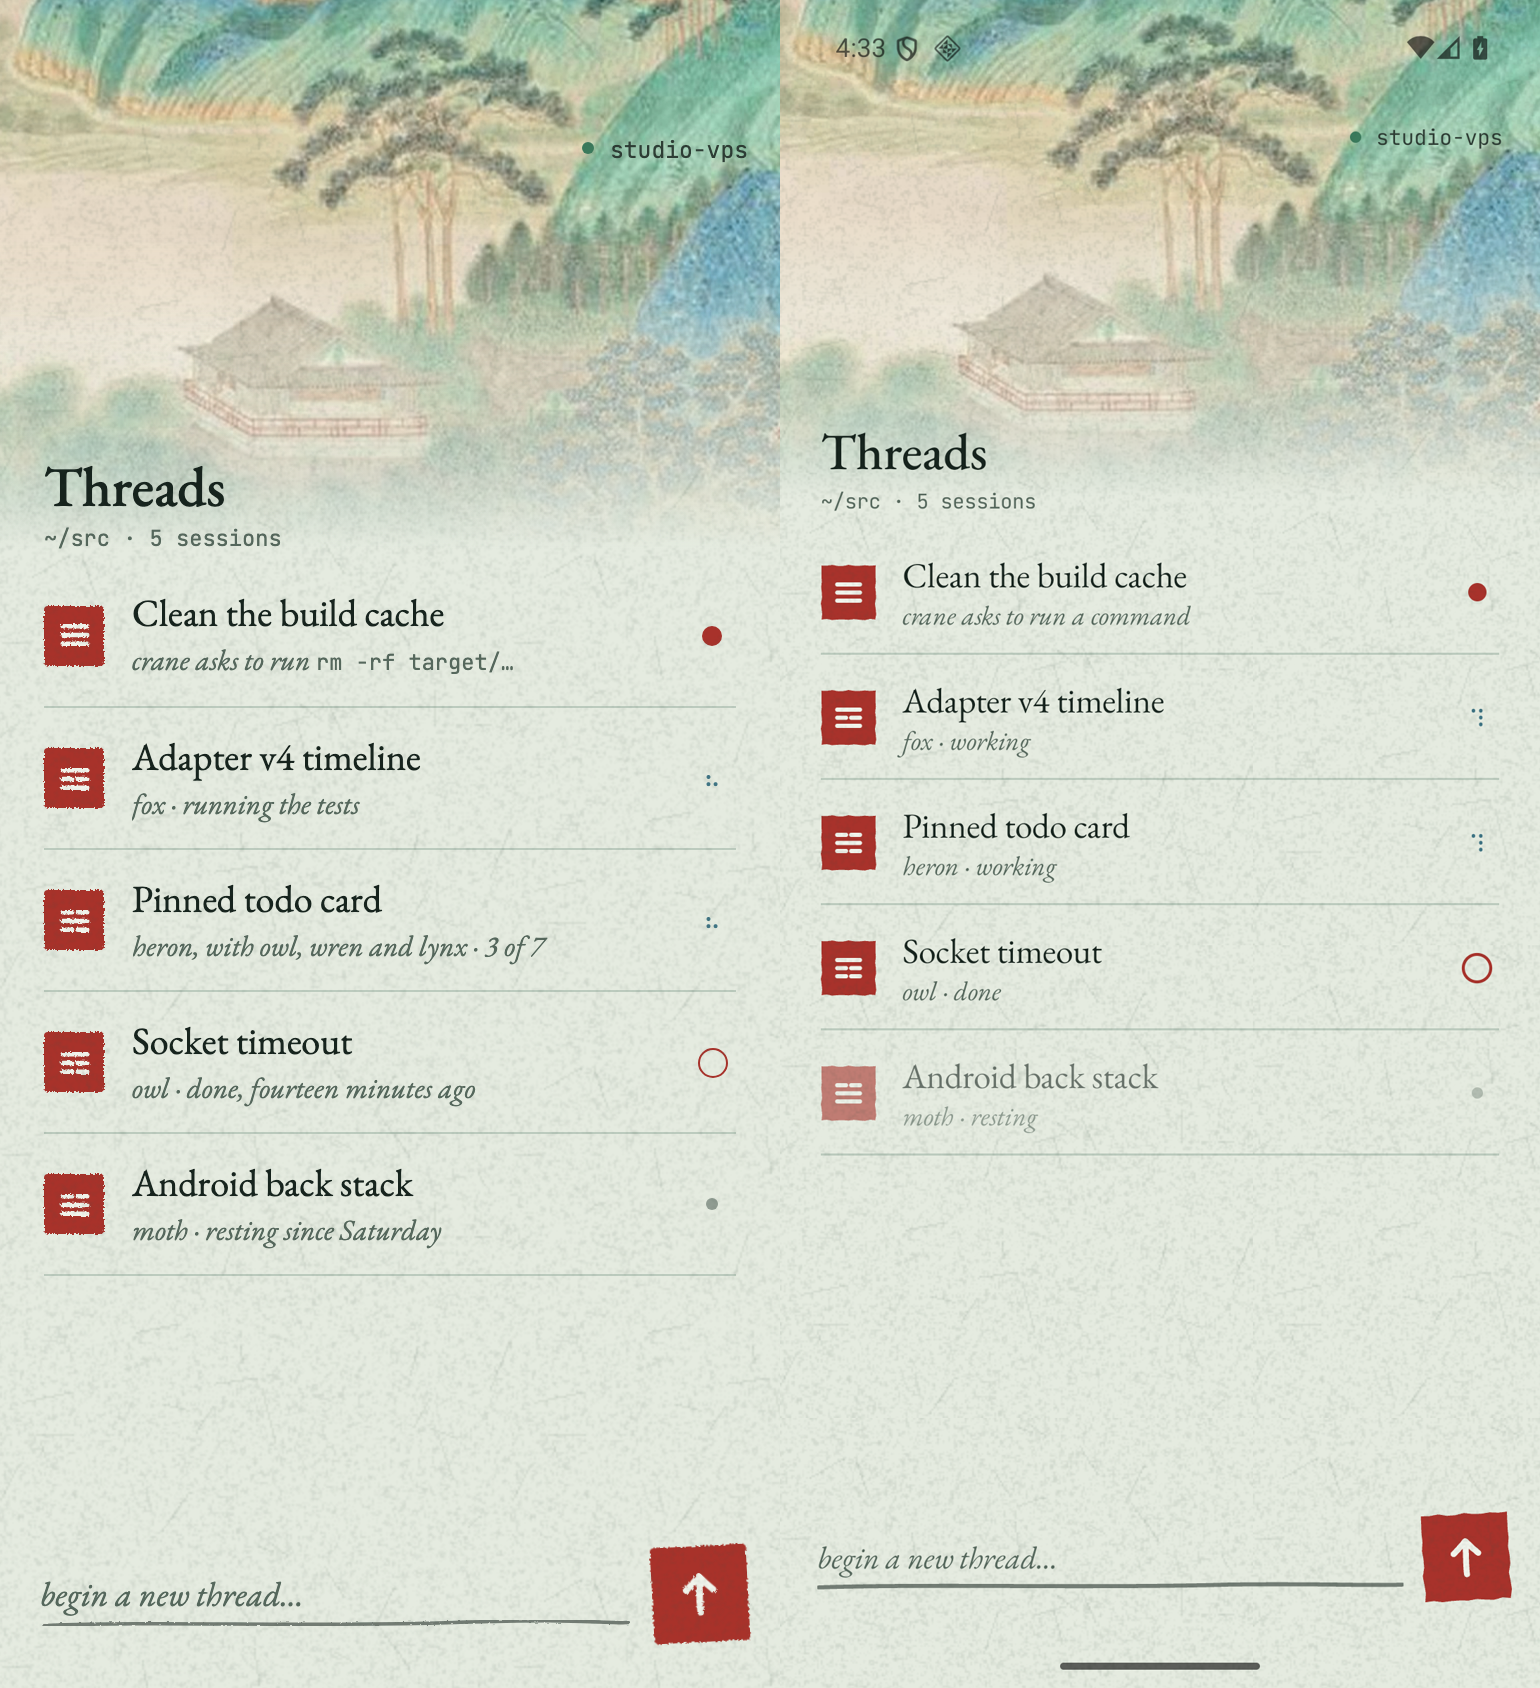 studio-vps
Threads
~/src · 5 sessions
Clean the build cache
crane asks to run rm -rf target/…
Adapter v4 timeline
fox · running the tests
Pinned todo card
heron, with owl, wren and lynx · 3 of 7
Socket timeout
owl · done, fourteen minutes ago
Android back stack
moth · resting since Saturday
begin a new thread...
4:33
studio-vps
Threads
~/src · 5 sessions
Clean the build cache
crane asks to run a command
Adapter v4 timeline
fox · working
Pinned todo card
heron · working
Socket timeout
owl · done
Android back stack
moth · resting
begin a new thread...